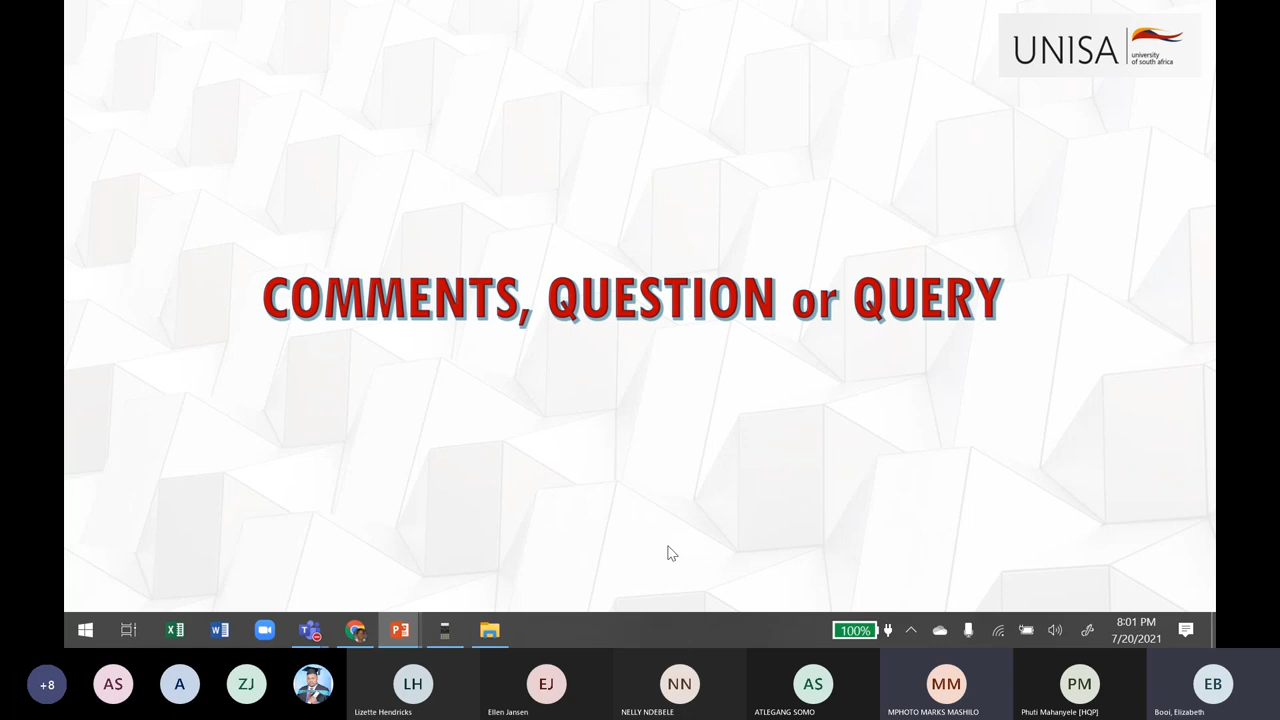 UNISA
university
of south africa
COMMENTS, QUESTION or QUERY
100%
8:01 PM
7/20/2021
+8
AS
A
ZJ
LH
Lizette Hendricks
EJ
Ellen Jansen
NN
NELLY NDEBELE
AS
ATLEGANG SOMO
MM
MPHOTO MARKS MASHILO
PM
Phuti Mahanyele [HQP]
EB
Booi, Elizabeth